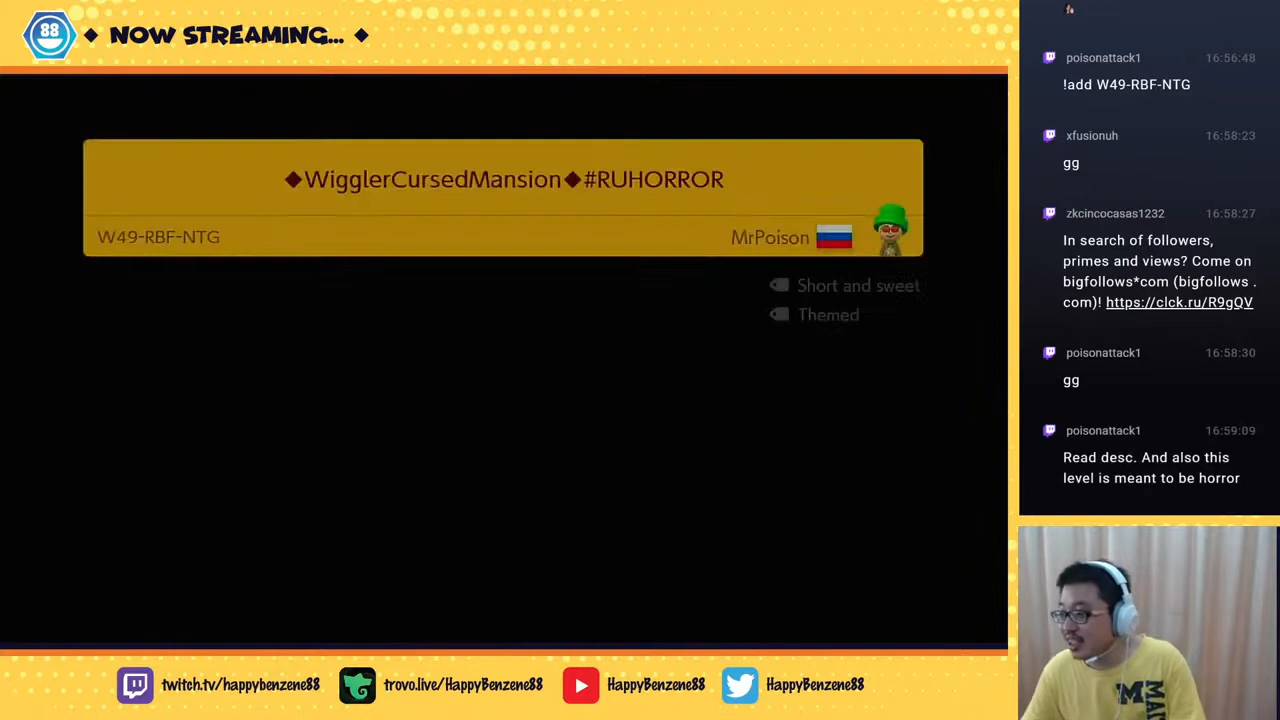 88 ◆ NOW STREAMING... ◆
◆WigglerCursedMansion◆#RUHORROR
W49-RBF-NTG
MrPoison
Short and sweet
Themed
poisonattack1 16:56:48
!add W49-RBF-NTG
xfusionuh 16:58:23
gg
zkcincocasas1232 16:58:27
In search of followers,
primes and views? Come on
bigfollows*com (bigfollows .
com)! https://clck.ru/R9gQV
poisonattack1 16:58:30
gg
poisonattack1 16:59:09
Read desc. And also this
level is meant to be horror
M
twitch.tv/happybenzene88
trovo.live/HappyBenzene88
HappyBenzene88
HappyBenzene88